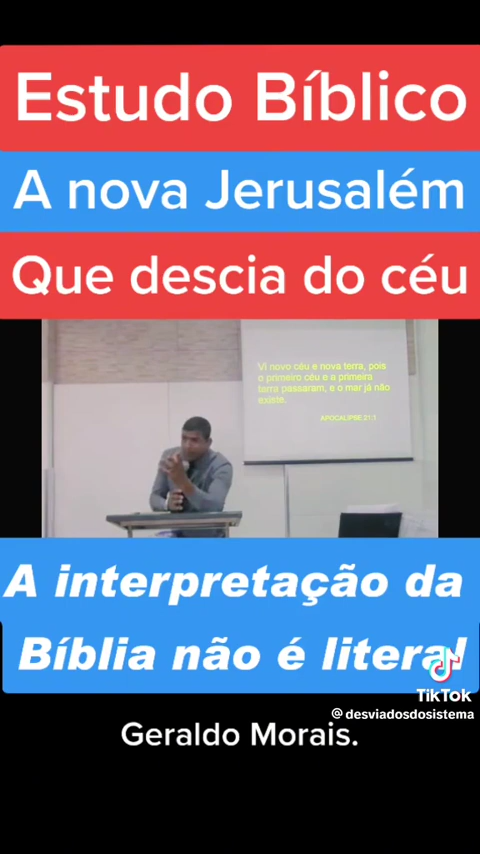 Estudo Bíblico
A nova Jerusalém
Que descia do céu
VI novo céu e nova terra, pois
o primeiro céu e a primeira
terra passaram, e o mar já não
existe.
APOCALIPSE 21:1
A interpretação da
Bíblia não é literal
TikTok
@desviadosdosistema
Geraldo Morais.